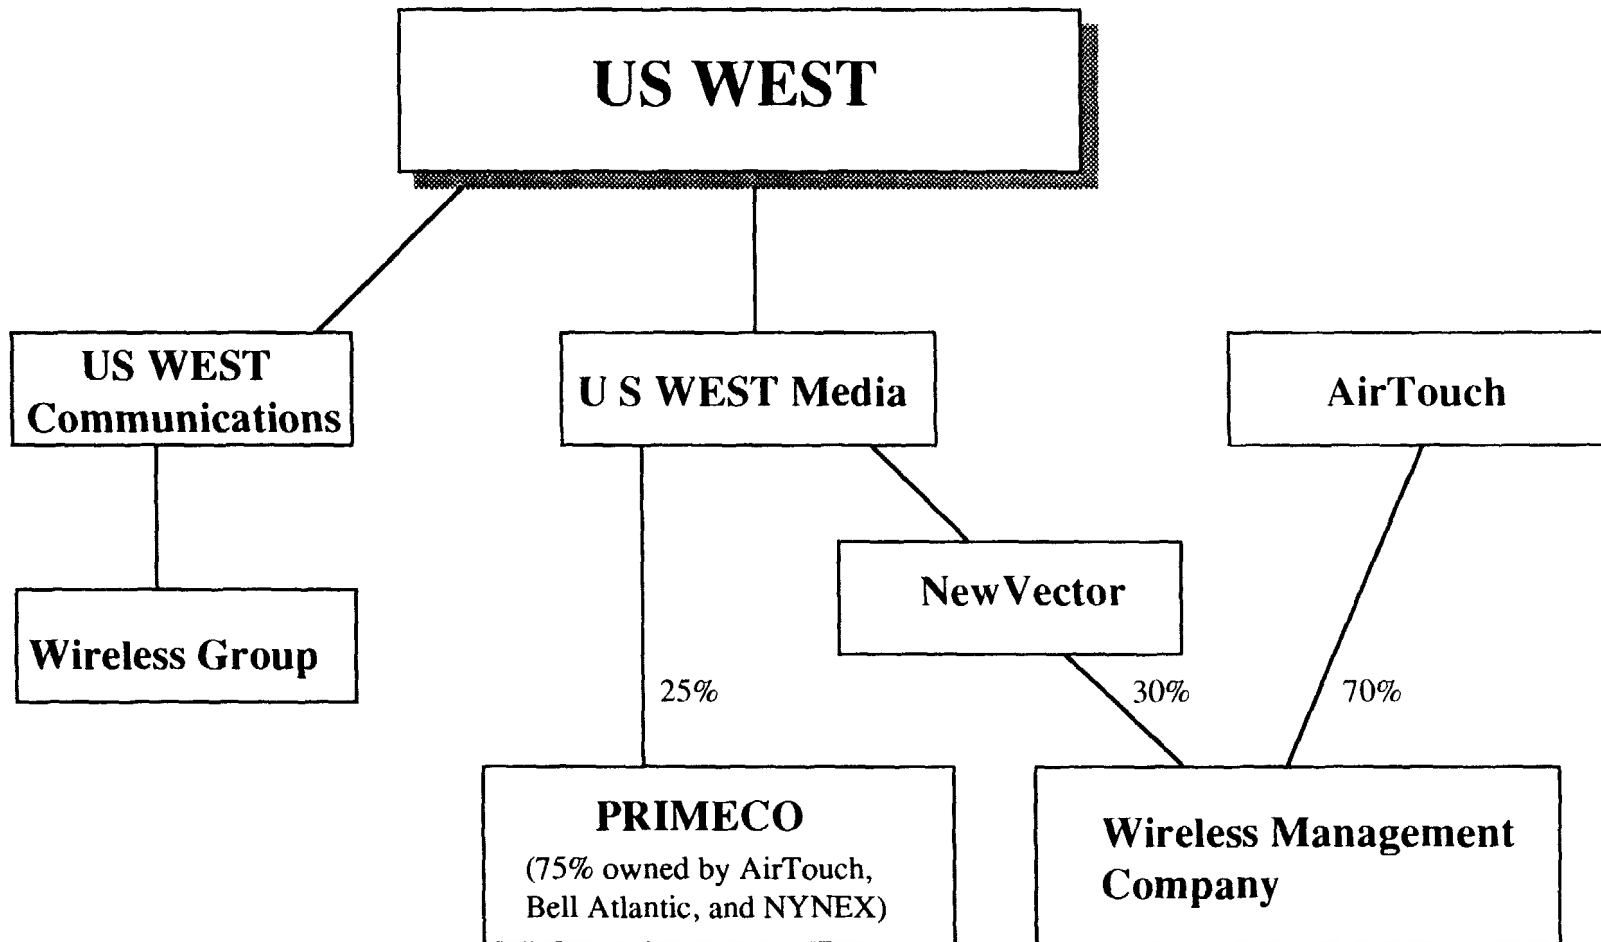 US WEST
US WEST
Communications
U S WEST Media
AirTouch
NewVector
Wireless Group
25%
30%
70%
PRIMECO
(75% owned by AirTouch,
Bell Atlantic, and NYNEX)
Wireless Management
Company